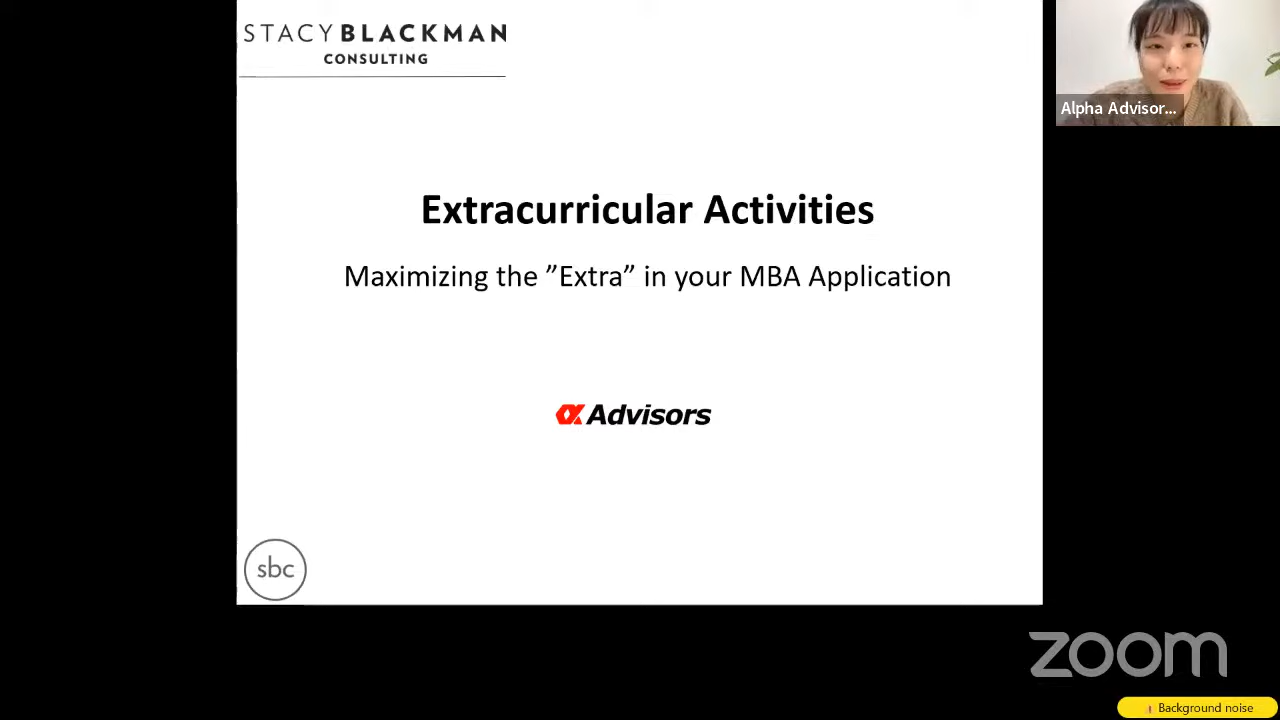 STACY BLACKMAN
CONSULTING
Alpha Advisor...
Extracurricular Activities
Maximizing the ”Extra” in your MBA Application
α Advisors
sbc
zoom
Background noise